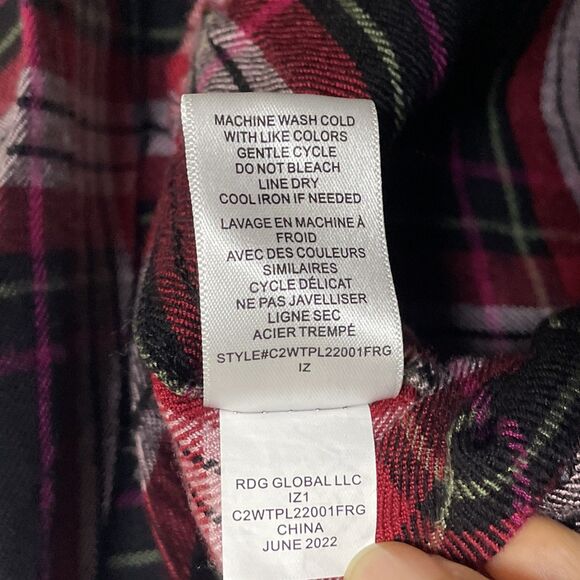 MACHINE WASH COLD
WITH LIKE COLORS
GENTLE CYCLE
DO NOT BLEACH
LINE DRY
COOL IRON IF NEEDED
LAVAGE EN MACHINE À
FROID
AVEC DES COULEURS
SIMILAIRES
CYCLE DÉLICAT
NE PAS JAVELLISER
LIGNE SEC
ACIER TREMPÉ
STYLE#C2WTPL22001FRG
IZ
RDG GLOBAL LLC
IZ1
C2WTPL22001FRG
CHINA
JUNE 2022